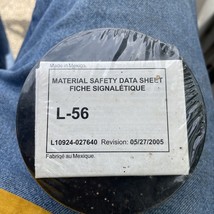 Made in Mexico.
MATERIAL SAFETY DATA SHEET
FICHE SIGNALÉTIQUE
L-56
L10924-027640 Revision: 05/27/2005
Fabriqué au Mexique.